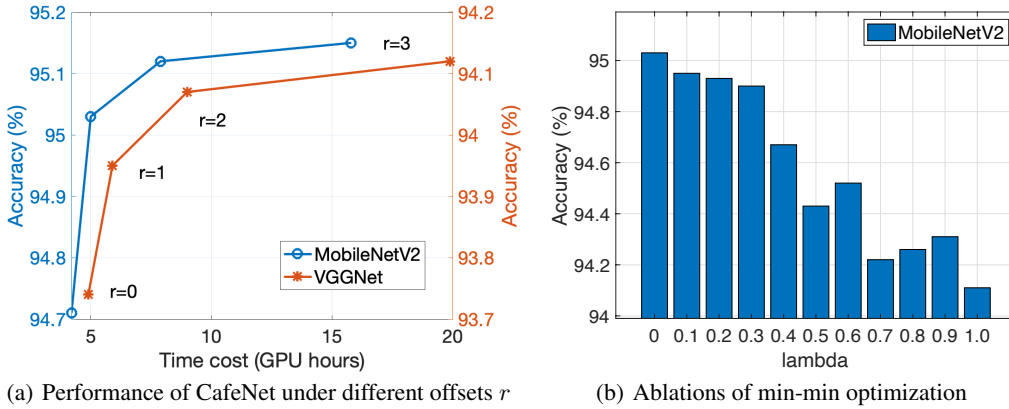 95.2
95.1
95
94.9
94.8
94.7
Accuracy (%)
94.2
94.1
94
93.9
93.8
93.7
Accuracy (%)
r=3
r=2
r=1
r=0
MobileNetV2
VGGNet
5 10 15 20
Time cost (GPU hours)
(a) Performance of CafeNet under different offsets r
MobileNetV2
95
94.8
94.6
94.4
94.2
94
Accuracy (%)
0 0.1 0.2 0.3 0.4 0.5 0.6 0.7 0.8 0.9 1.0
lambda
(b) Ablations of min-min optimization